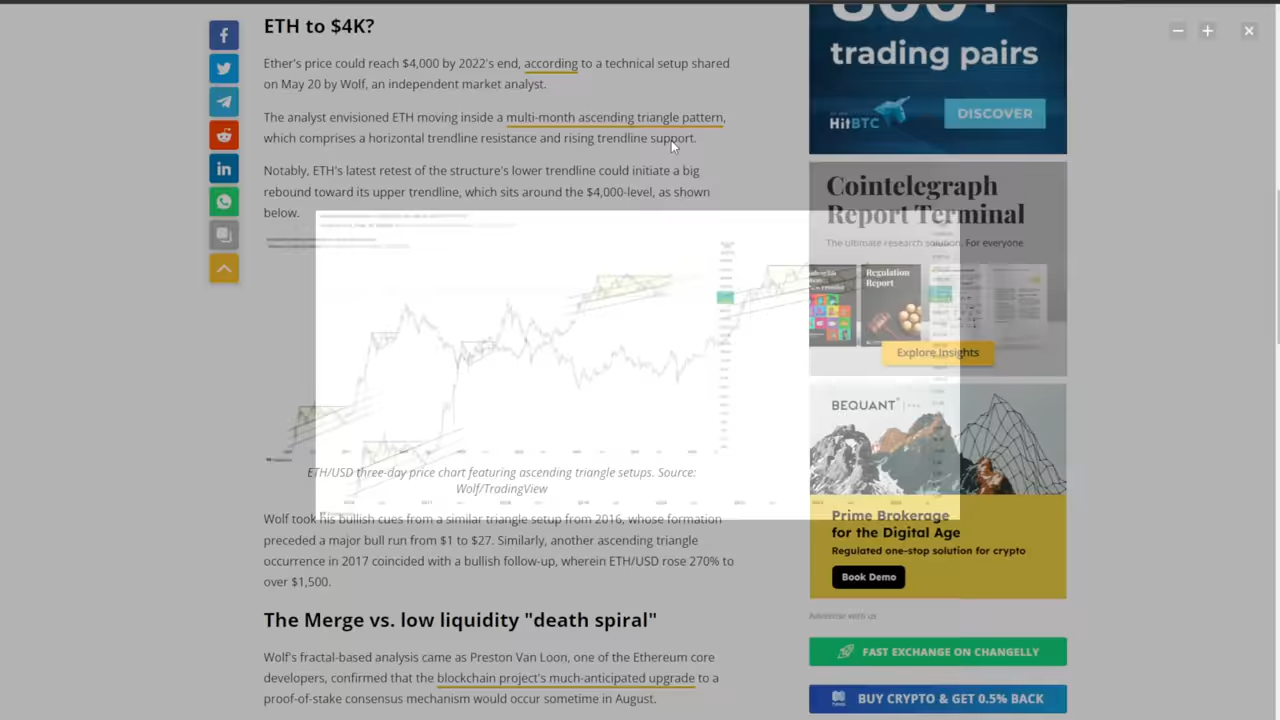 ETH to $4K?
Ether's price could reach $4,000 by 2022's end, according to a technical setup shared
on May 20 by Wolf, an independent market analyst.
The analyst envisioned ETH moving inside a multi-month ascending triangle pattern,
which comprises a horizontal trendline resistance and rising trendline support.
Notably, ETH's latest retest of the structure's lower trendline could initiate a big
rebound toward its upper trendline, which sits around the $4,000-level, as shown
below.
ETH/USD three-day price chart featuring ascending triangle setups. Source:
Wolf/TradingView
Wolf took his bullish cues from a similar triangle setup from 2016, whose formation
preceded a major bull run from $1 to $27. Similarly, another ascending triangle
occurrence in 2017 coincided with a bullish follow-up, wherein ETH/USD rose 270% to
over $1,500.
The Merge vs. low liquidity "death spiral"
Wolf's fractal-based analysis came as Preston Van Loon, one of the Ethereum core
developers, confirmed that the blockchain project's much-anticipated upgrade to a
proof-of-stake consensus mechanism would occur sometime in August.
trading pairs
HitBTC
DISCOVER
Cointelegraph
Report Terminal
The ultimate research solution. For everyone
Regulation
Report
Explore Insights
BEQUANT
Prime Brokerage
for the Digital Age
Regulated one-stop solution for crypto
Book Demo
Advertise with us
FAST EXCHANGE ON CHANGELLY
BUY CRYPTO & GET 0.5% BACK